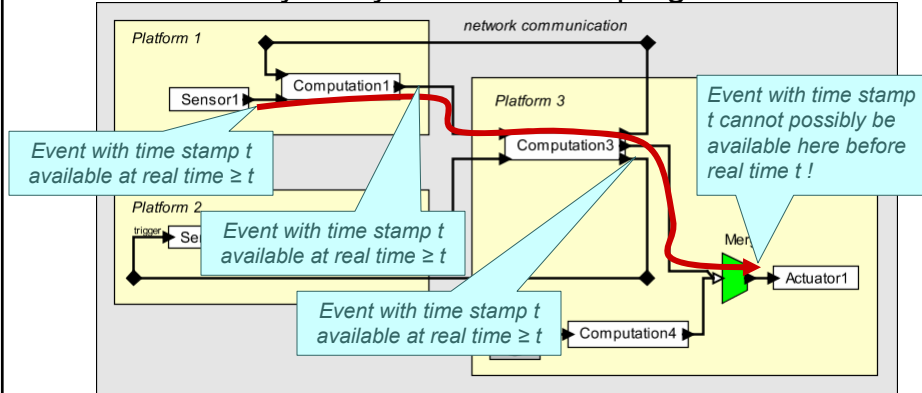 network communication
Platform 1
Computation1
Sensor1
Platform 3
Event with time stamp
t cannot possibly be
available here before
real time t !
Computation3
Event with time stamp t
available at real time ≥ t
Platform 2
trigger
Event with time stamp t
available at real time ≥ t
Actuator1
Event with time stamp t
available at real time ≥ t
Computation4